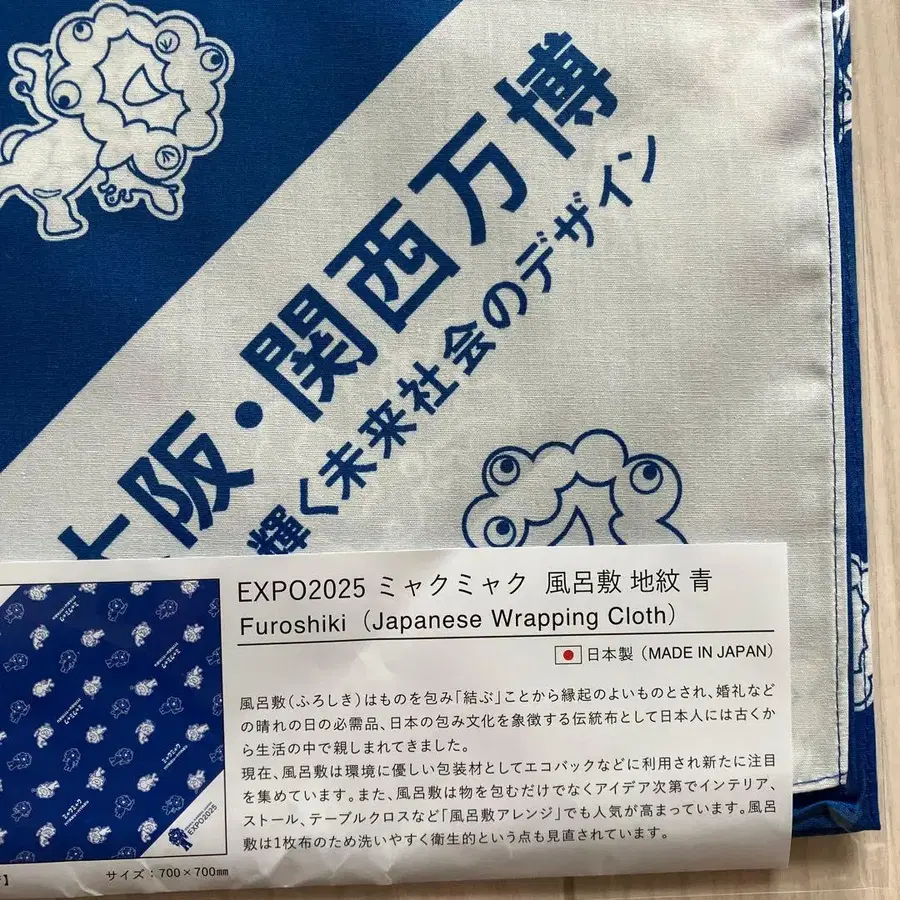 大阪・関西万博
輝く未来社会のデザイン
EXPO2025 ミャクミャク 風呂敷 地紋 青
Furoshiki（Japanese Wrapping Cloth）
日本製（MADE IN JAPAN）
風呂敷（ふろしき）はものを包み「結ぶ」ことから縁起のよいものとされ、婚礼など
の晴れの日の必需品、日本の包み文化を象徴する伝統布として日本人には古くか
ら生活の中で親しまれてきました。
現在、風呂敷は環境に優しい包装材としてエコバックなどに利用され新たに注目
を集めています。また、風呂敷は物を包むだけでなくアイデア次第でインテリア、
ストール、テーブルクロスなど「風呂敷アレンジ」でも人気が高まっています。風呂
敷は1枚布のため洗いやすく衛生的という点も見直されています。
EXPO2025
サイズ：700×700㎜